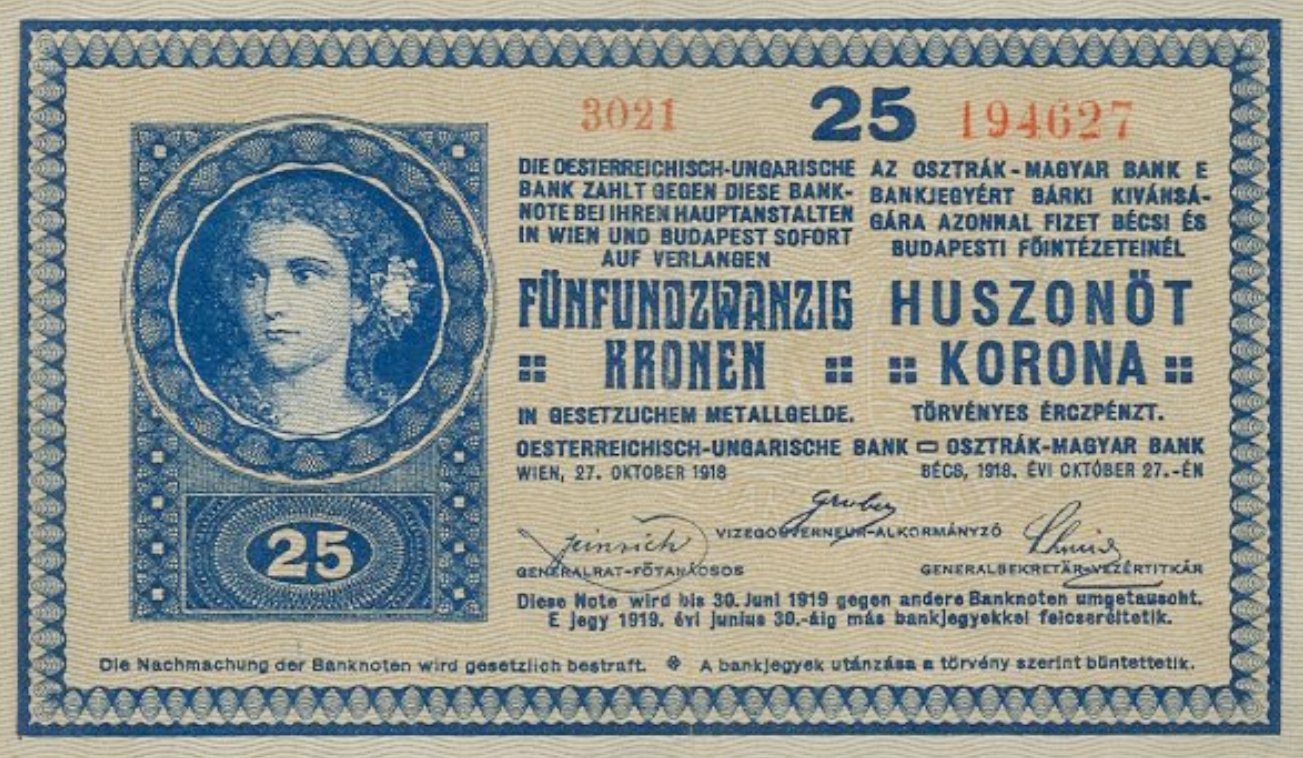 3021 25 194627
DIE OESTERREICHISCH-UNGARISCHE
BANK ZAHLT GEGEN DIESE BANK-
NOTE BEI IHREN HAUPTANSTALTEN
IN WIEN UND BUDAPEST SOFORT
AUF VERLANGEN
FÜNFUNDZWANZIG
KRONEN
IN GESETZLICHEM METALLGELDE.
AZ OSZTRÁK-MAGYAR BANK E
BANKJEGYÉRT BÁRKI KIVÁNSÁ-
GÁRA AZONNAL FIZET BÉCSI ÉS
BUDAPESTI FŐINTÉZETEINÉL
HUSZONÖT
KORONA
TÖRVÉNYES ÉRCZPÉNZT.
OESTERREICHISCH-UNGARISCHE BANK OSZTRÁK-MAGYAR BANK
WIEN, 27. OKTOBER 1918 BÉCS, 1918. ÉVI OKTÓBER 27.-ÉN
Gruber
VIZEGOUVERNEUR-ALKORMÁNYZÓ
Schmid
GENERALRAT-FŐTANÁCSOS GENERALSEKRETÄR-VEZÉRTITKÁR
25
Diese Note wird bis 30. Juni 1919 gegen andere Banknoten umgetauscht.
E jegy 1919. évi junius 30.-áig más bankjegyekkel felcseréltetik.
Die Nachmachung der Banknoten wird gesetzlich bestraft. A bankjegyek utánzása a törvény szerint büntettetik.